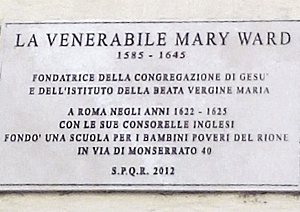 LA VENERABILE MARY WARD
1585 - 1645
FONDATRICE DELLA CONGREGAZIONE DI GESU'
E DELL'ISTITUTO DELLA BEATA VERGINE MARIA
A ROMA NEGLI ANNI 1622 - 1625
CON LE SUE CONSORELLE INGLESI
FONDO' UNA SCUOLA PER I BAMBINI POVERI DEL RIONE
IN VIA DI MONSERRATO 40
S.P.Q.R. 2012